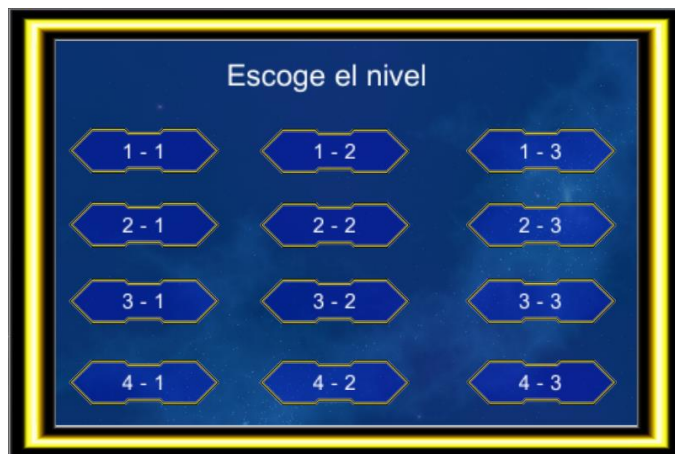 Escoge el nivel
1 - 1 1 - 2 1 - 3
2 - 1 2 - 2 2 - 3
3 - 1 3 - 2 3 - 3
4 - 1 4 - 2 4 - 3